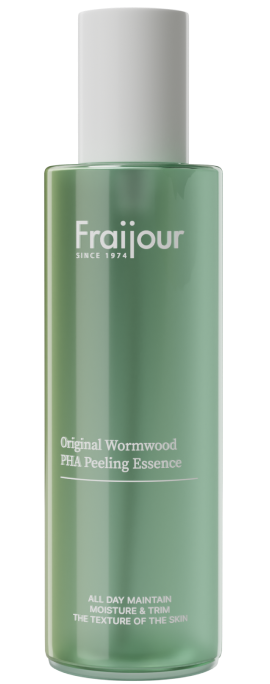 Fraijour
SINCE 1974
Original Wormwood
PHA Peeling Essence
ALL DAY MAINTAIN
MOISTURE & TRIM
THE TEXTURE OF THE SKIN